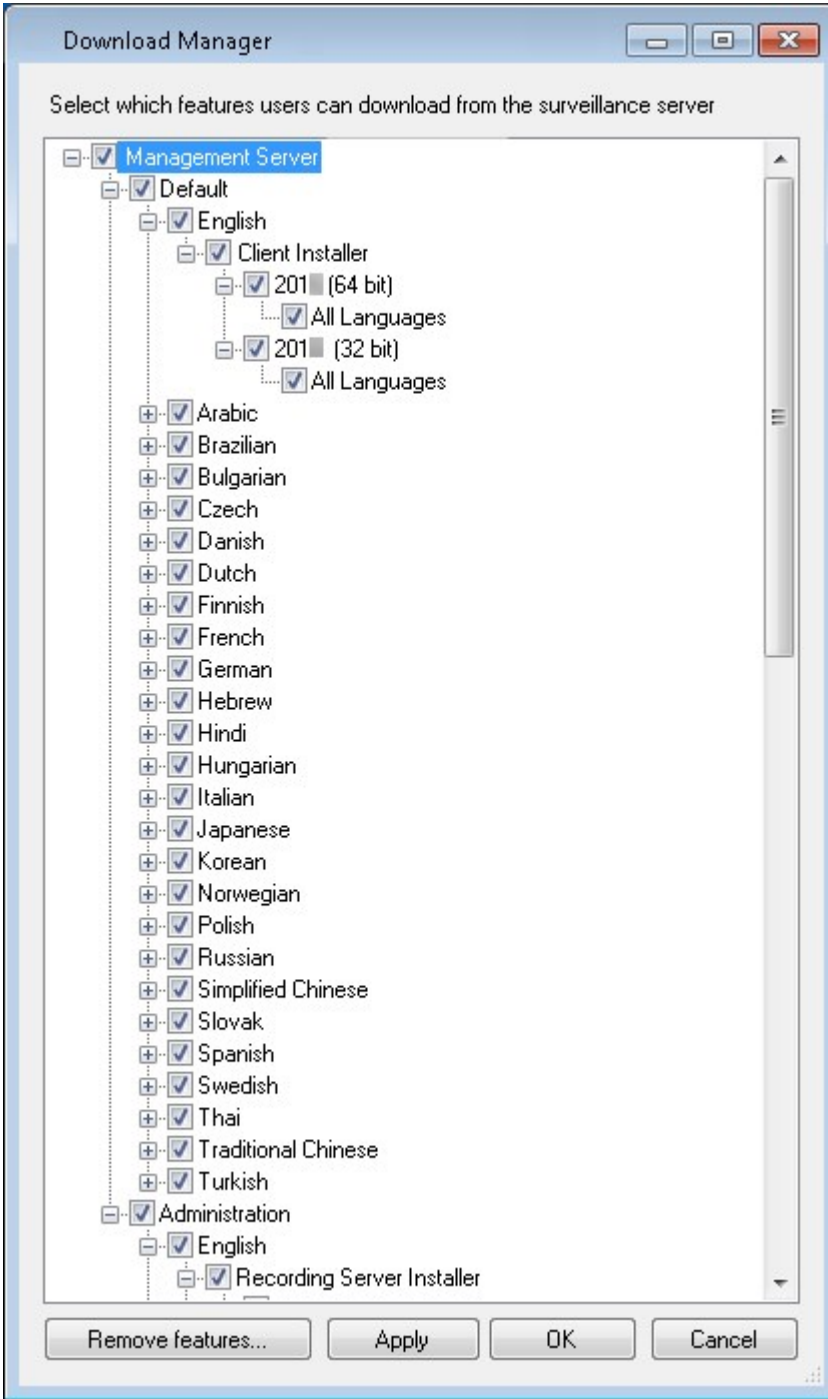 Download Manager
Select which features users can download from the surveillance server
Management Server
Default
English
Client Installer
201 (64 bit)
All Languages
201 (32 bit)
All Languages
Arabic
Brazilian
Bulgarian
Czech
Danish
Dutch
Finnish
French
German
Hebrew
Hindi
Hungarian
Italian
Japanese
Korean
Norwegian
Polish
Russian
Simplified Chinese
Slovak
Spanish
Swedish
Thai
Traditional Chinese
Turkish
Administration
English
Recording Server Installer
Remove features... Apply OK Cancel